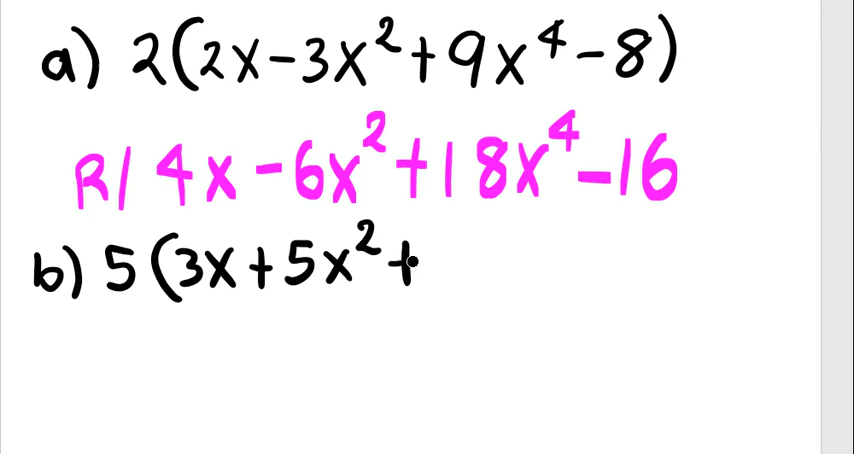 a) 2(2x-3x²+9x⁴-8)
R/ 4x-6x²+18x⁴-16
b) 5(3x+5x²+